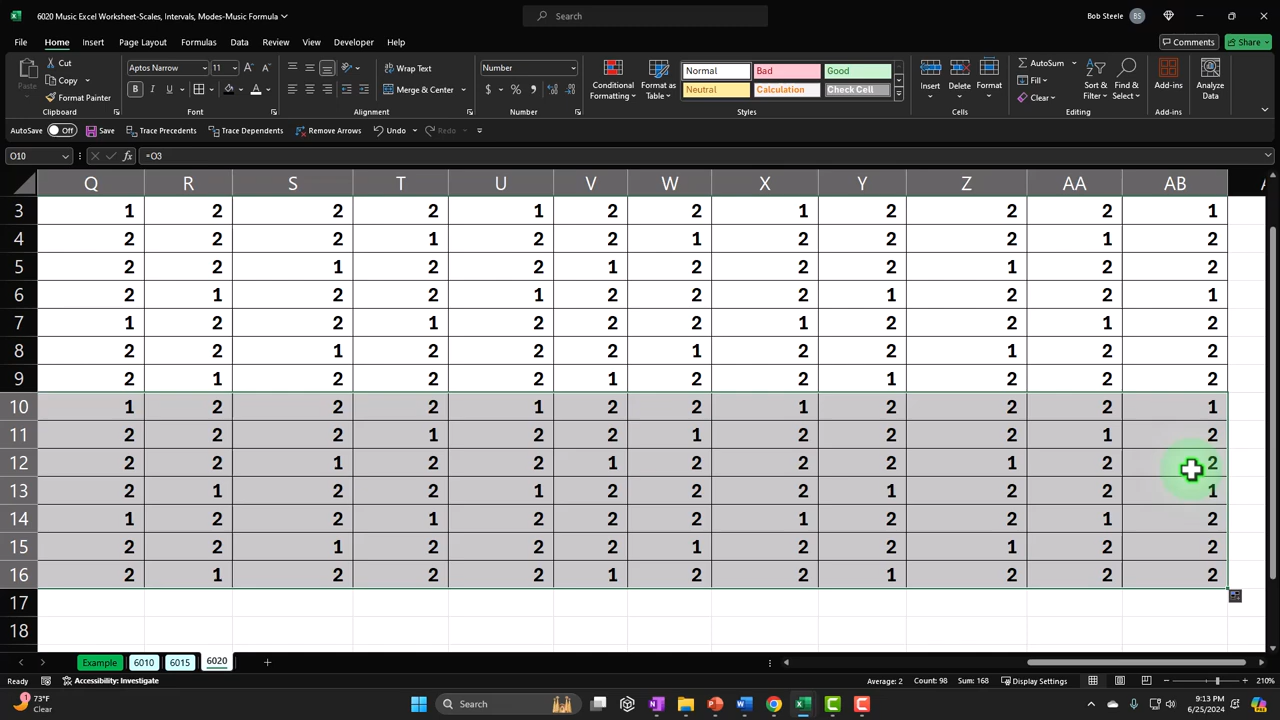 6020 Music Excel Worksheet-Scales, Intervals, Modes-Music Formula
Search
Bob Steele BS
File Home Insert Draw Page Layout Formulas Data Review View Developer Help
Comments Share
Paste
Cut
Copy
Format Painter
Clipboard
Aptos Narrow 11
B I U
Font
Wrap Text
Merge & Center
Alignment
Number
$ % ,
Number
Conditional Formatting
Format as Table
Normal Bad Good
Neutral Calculation Check Cell
Styles
Insert Delete Format
Cells
AutoSum
Fill
Clear
Sort & Filter
Find & Select
Editing
Add-ins
Add-ins
Analyze Data
AutoSave Off Save Trace Precedents Trace Dependents Remove Arrows Undo Redo
O10 fx =O3
Q R S T U V W X Y Z AA AB
3 1 2 2 2 1 2 2 1 2 2 2 1
4 2 2 2 1 2 2 1 2 2 2 1 2
5 2 2 1 2 2 1 2 2 2 1 2 2
6 2 1 2 2 1 2 2 2 1 2 2 1
7 1 2 2 1 2 2 2 1 2 2 1 2
8 2 2 1 2 2 2 1 2 2 1 2 2
9 2 1 2 2 2 1 2 2 1 2 2 2
10 1 2 2 2 1 2 2 1 2 2 2 1
11 2 2 2 1 2 2 1 2 2 2 1 2
12 2 2 1 2 2 1 2 2 2 1 2 2
13 2 1 2 2 1 2 2 2 1 2 2 1
14 1 2 2 1 2 2 2 1 2 2 1 2
15 2 2 1 2 2 2 1 2 2 1 2 2
16 2 1 2 2 2 1 2 2 1 2 2 2
17
18
Example 6010 6015 6020
Ready Accessibility: Investigate Average: 2 Count: 98 Sum: 168 Display Settings 210%
73°F
Clear
Search
9:13 PM
6/25/2024